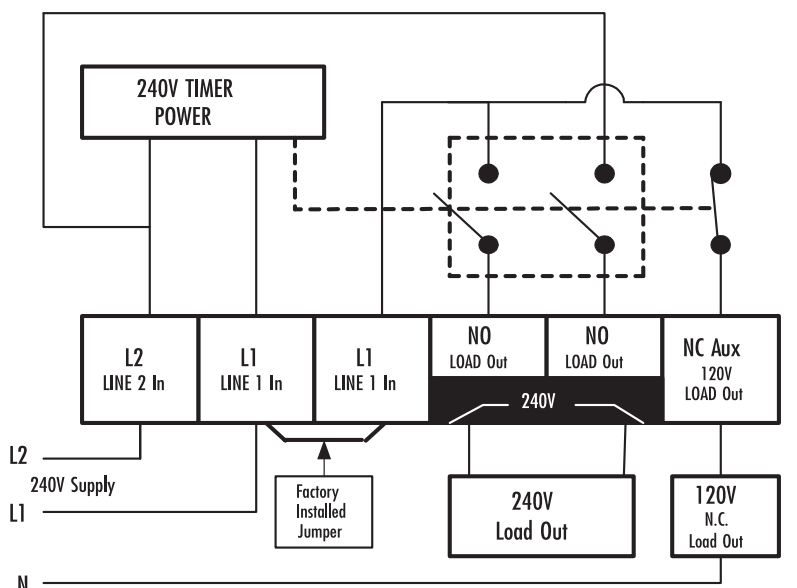 240V TIMER
POWER
L2
LINE 2 In
L1
LINE 1 In
L1
LINE 1 In
NO
LOAD Out
NO
LOAD Out
NC Aux
120V
LOAD Out
240V
L2
240V Supply
L1
Factory
Installed
Jumper
240V
Load Out
120V
N.C.
Load Out
N